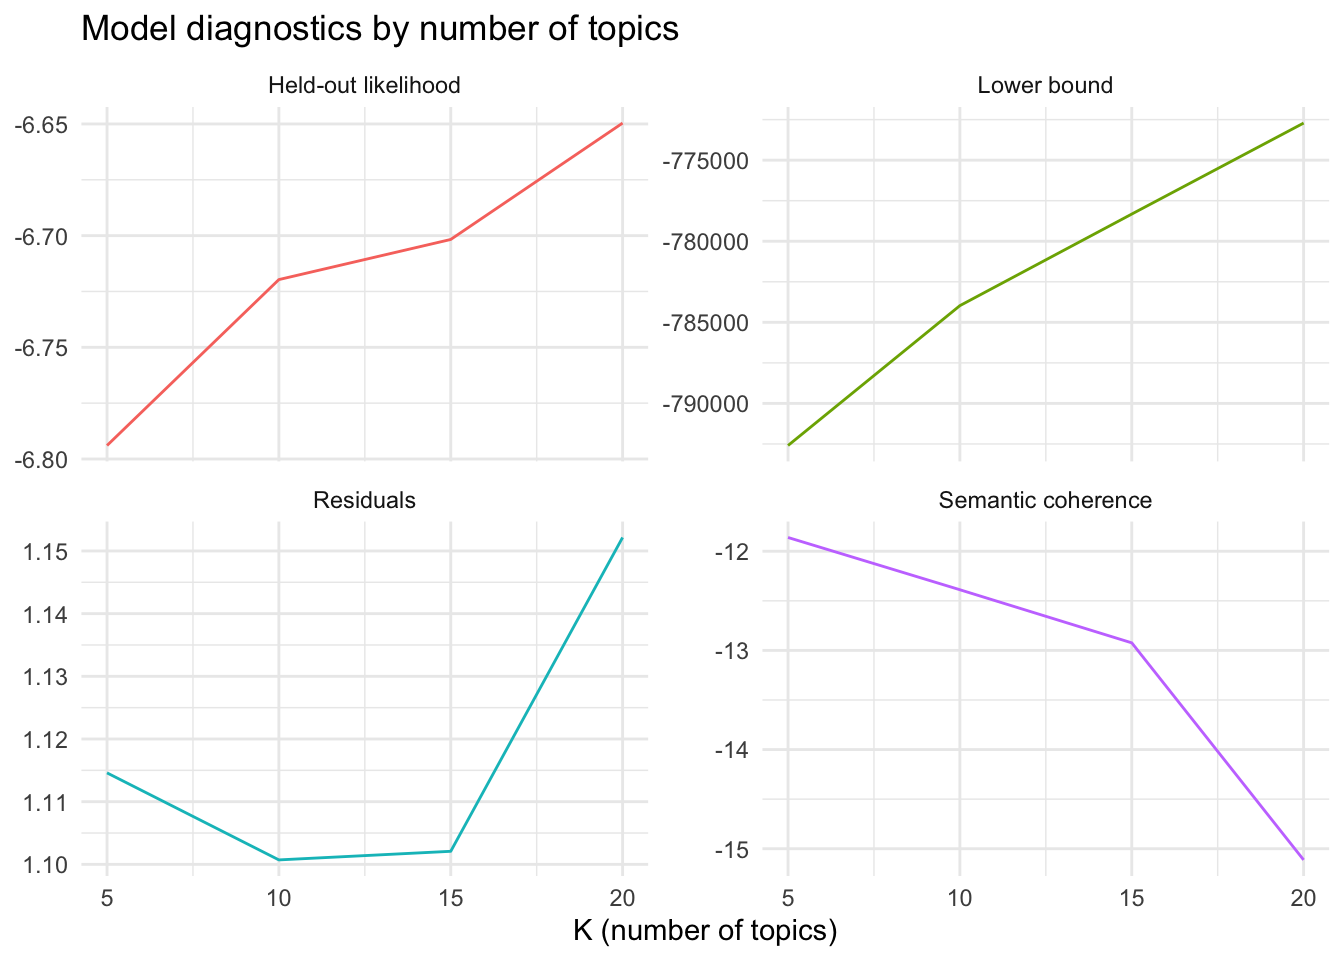 Model diagnostics by number of topics
Held-out likelihood
-6.65
-6.70
-6.75
-6.80
Lower bound
-775000
-780000
-785000
-790000
Residuals
1.15
1.14
1.13
1.12
1.11
1.10
5 10 15 20
Semantic coherence
-12
-13
-14
-15
5 10 15 20
K (number of topics)